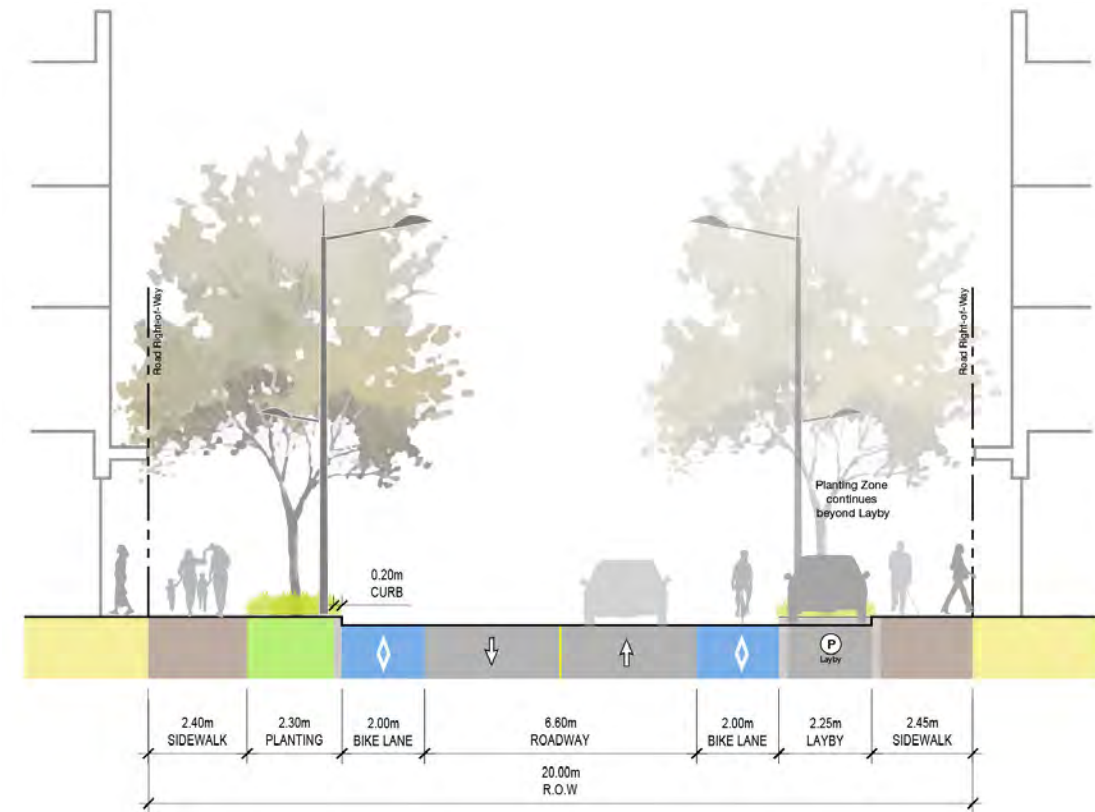 Road Right-of-Way
Road Right-of-Way
Planting Zone
continues
beyond Layby
0.20m
CURB
P
Layby
2.40m
SIDEWALK
2.30m
PLANTING
2.00m
BIKE LANE
6.60m
ROADWAY
2.00m
BIKE LANE
2.25m
LAYBY
2.45m
SIDEWALK
20.00m
R.O.W